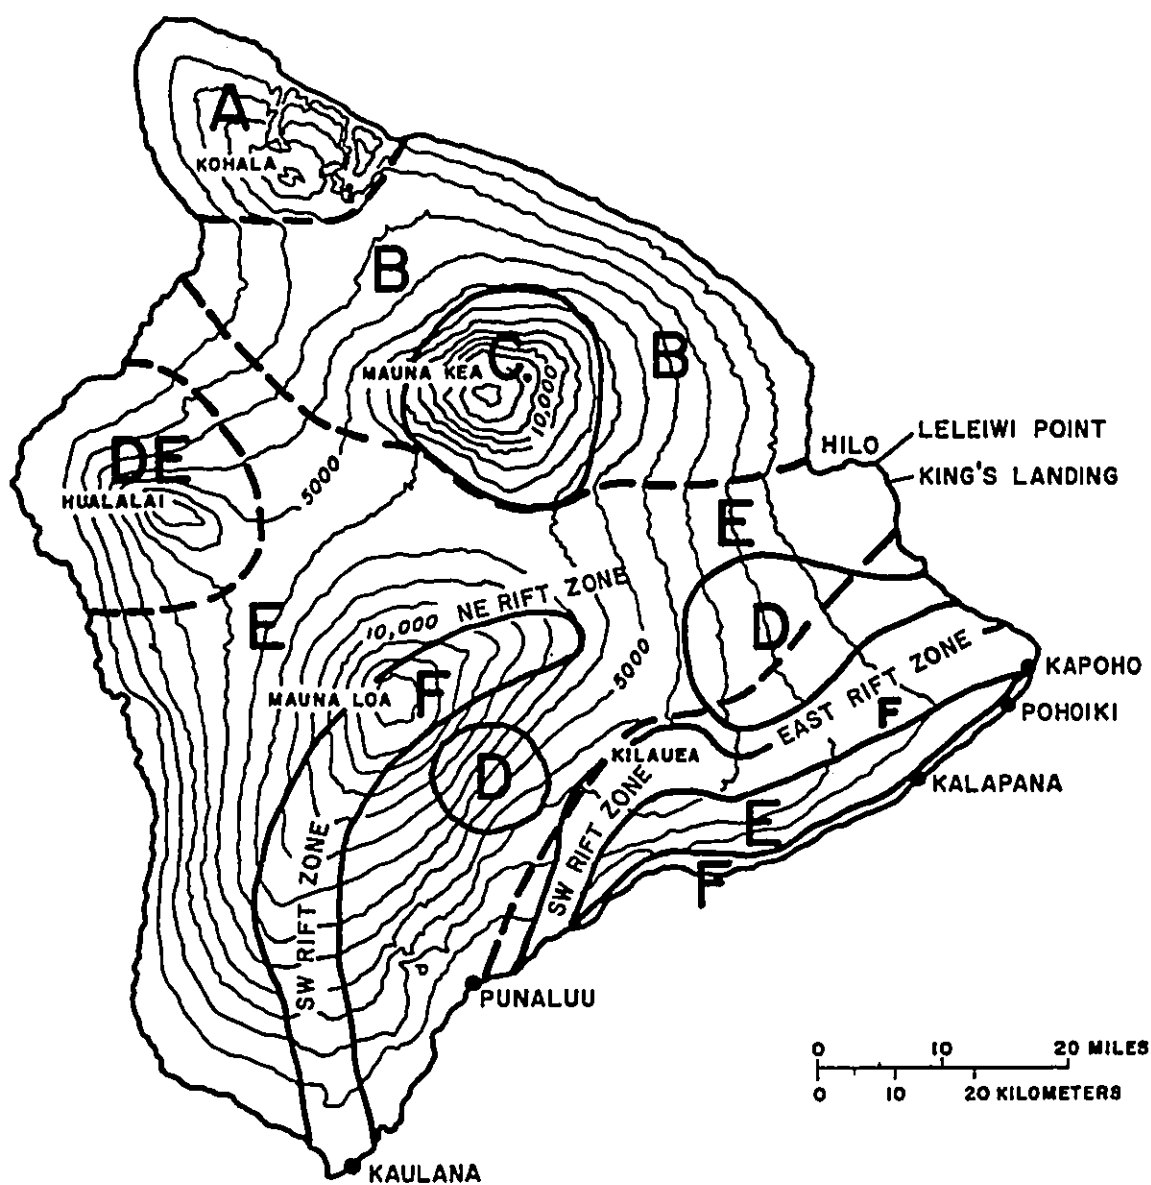 A
KOHALA
B
C
B
MAUNA KEA
10,000
DE
HUALALAI
5000
HILO
LELEIWI POINT
KING'S LANDING
E
E
NE RIFT ZONE
10,000
D
5000
MAUNA LOA
F
EAST RIFT ZONE
F
KAPOHO
POHOIKI
KILAUEA
D
KALAPANA
SW RIFT ZONE
E
F
SW RIFT ZONE
PUNALUU
0 10 20 MILES
0 10 20 KILOMETERS
KAULANA